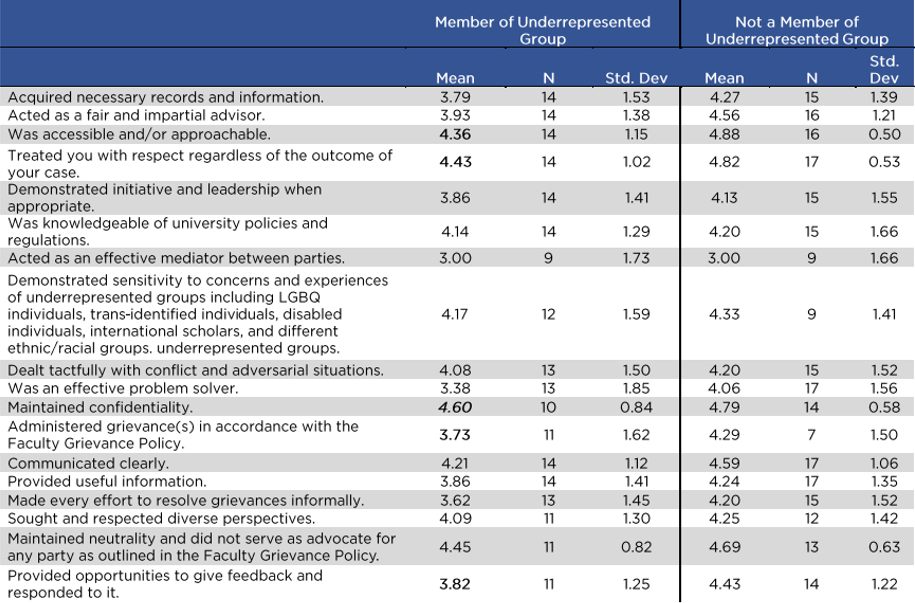 Member of Underrepresented Group Not a Member of Underrepresented Group
Mean N Std. Dev Mean N Std. Dev
Acquired necessary records and information. 3.79 14 1.53 4.27 15 1.39
Acted as a fair and impartial advisor. 3.93 14 1.38 4.56 16 1.21
Was accessible and/or approachable. 4.36 14 1.15 4.88 16 0.50
Treated you with respect regardless of the outcome of
your case. 4.43 14 1.02 4.82 17 0.53
Demonstrated initiative and leadership when
appropriate. 3.86 14 1.41 4.13 15 1.55
Was knowledgeable of university policies and
regulations. 4.14 14 1.29 4.20 15 1.66
Acted as an effective mediator between parties. 3.00 9 1.73 3.00 9 1.66
Demonstrated sensitivity to concerns and experiences
of underrepresented groups including LGBQ
individuals, trans-identified individuals, disabled
individuals, international scholars, and different
ethnic/racial groups. underrepresented groups. 4.17 12 1.59 4.33 9 1.41
Dealt tactfully with conflict and adversarial situations. 4.08 13 1.50 4.20 15 1.52
Was an effective problem solver. 3.38 13 1.85 4.06 17 1.56
Maintained confidentiality. 4.60 10 0.84 4.79 14 0.58
Administered grievance(s) in accordance with the
Faculty Grievance Policy. 3.73 11 1.62 4.29 7 1.50
Communicated clearly. 4.21 14 1.12 4.59 17 1.06
Provided useful information. 3.86 14 1.41 4.24 17 1.35
Made every effort to resolve grievances informally. 3.62 13 1.45 4.20 15 1.52
Sought and respected diverse perspectives. 4.09 11 1.30 4.25 12 1.42
Maintained neutrality and did not serve as advocate for
any party as outlined in the Faculty Grievance Policy. 4.45 11 0.82 4.69 13 0.63
Provided opportunities to give feedback and
responded to it. 3.82 11 1.25 4.43 14 1.22